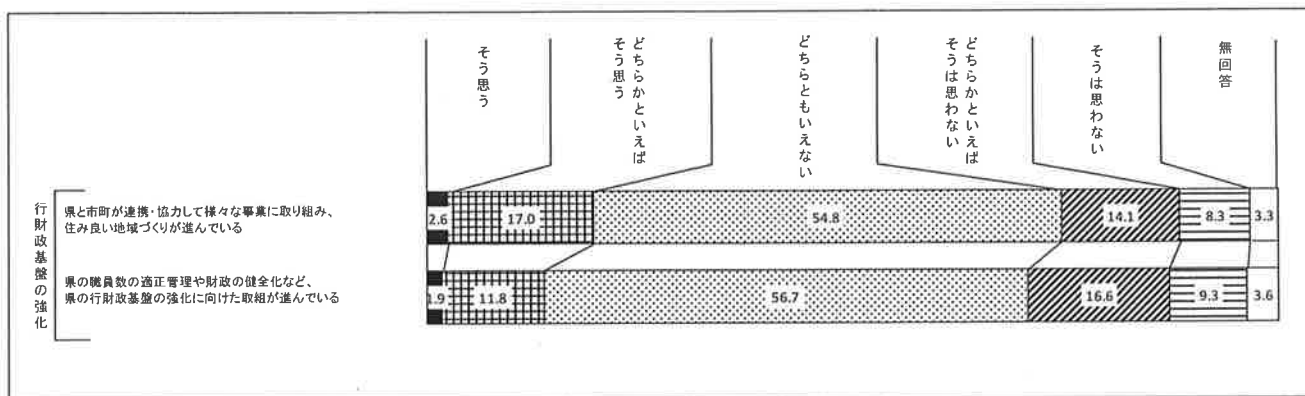 そう思う
どちらかといえば
そう思う
どちらともいえない
どちらかといえば
そうは思わない
そうは思わない
無回答
行財政基盤の強化
県と市町が連携・協力して様々な事業に取り組み、
住み良い地域づくりが進んでいる
2.6 17.0 54.8 14.1 8.3 3.3
県の職員数の適正管理や財政の健全化など、
県の行財政基盤の強化に向けた取組が進んでいる
1.9 11.8 56.7 16.6 9.3 3.6